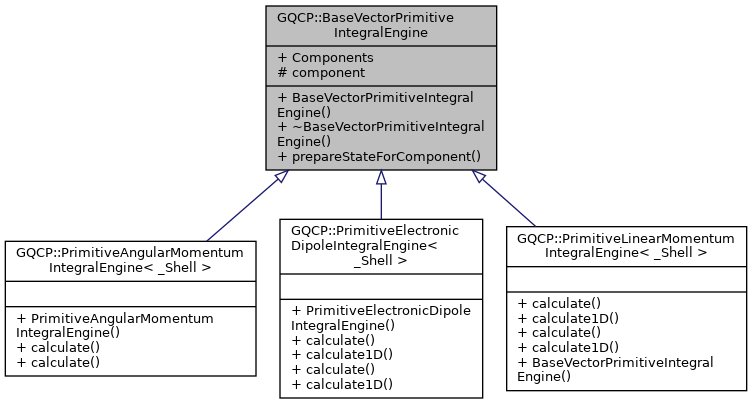 GQCP::BaseVectorPrimitive
IntegralEngine
+ Components
# component
+ BaseVectorPrimitiveIntegral
Engine()
+ ~BaseVectorPrimitiveIntegral
Engine()
+ prepareStateForComponent()
GQCP::PrimitiveAngularMomentum
IntegralEngine< _Shell >
+ PrimitiveAngularMomentum
IntegralEngine()
+ calculate()
+ calculate()
GQCP::PrimitiveElectronic
DipoleIntegralEngine<
_Shell >
+ PrimitiveElectronicDipole
IntegralEngine()
+ calculate()
+ calculate1D()
+ calculate()
+ calculate1D()
GQCP::PrimitiveLinearMomentum
IntegralEngine< _Shell >
+ calculate()
+ calculate1D()
+ calculate()
+ calculate1D()
+ BaseVectorPrimitiveIntegral
Engine()